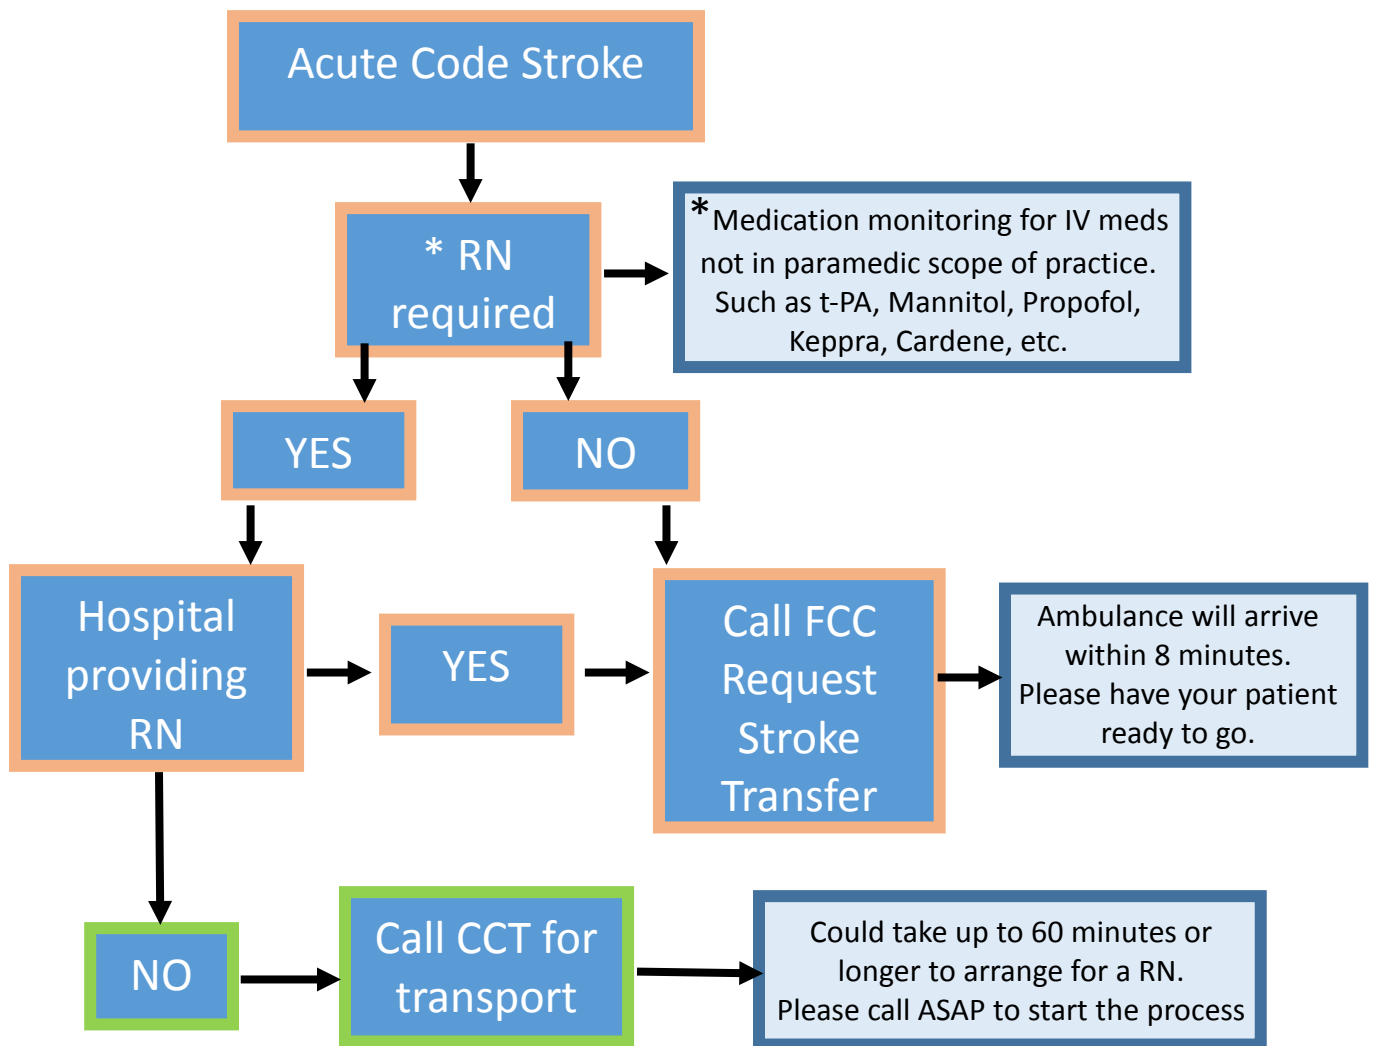 Acute Code Stroke
* RN
required
*Medication monitoring for IV meds
not in paramedic scope of practice.
Such as t-PA, Mannitol, Propofol,
Keppra, Cardene, etc.
YES
NO
Hospital
providing
RN
YES
Call FCC
Request
Stroke
Transfer
Ambulance will arrive
within 8 minutes.
Please have your patient
ready to go.
NO
Call CCT for
transport
Could take up to 60 minutes or
longer to arrange for a RN.
Please call ASAP to start the process